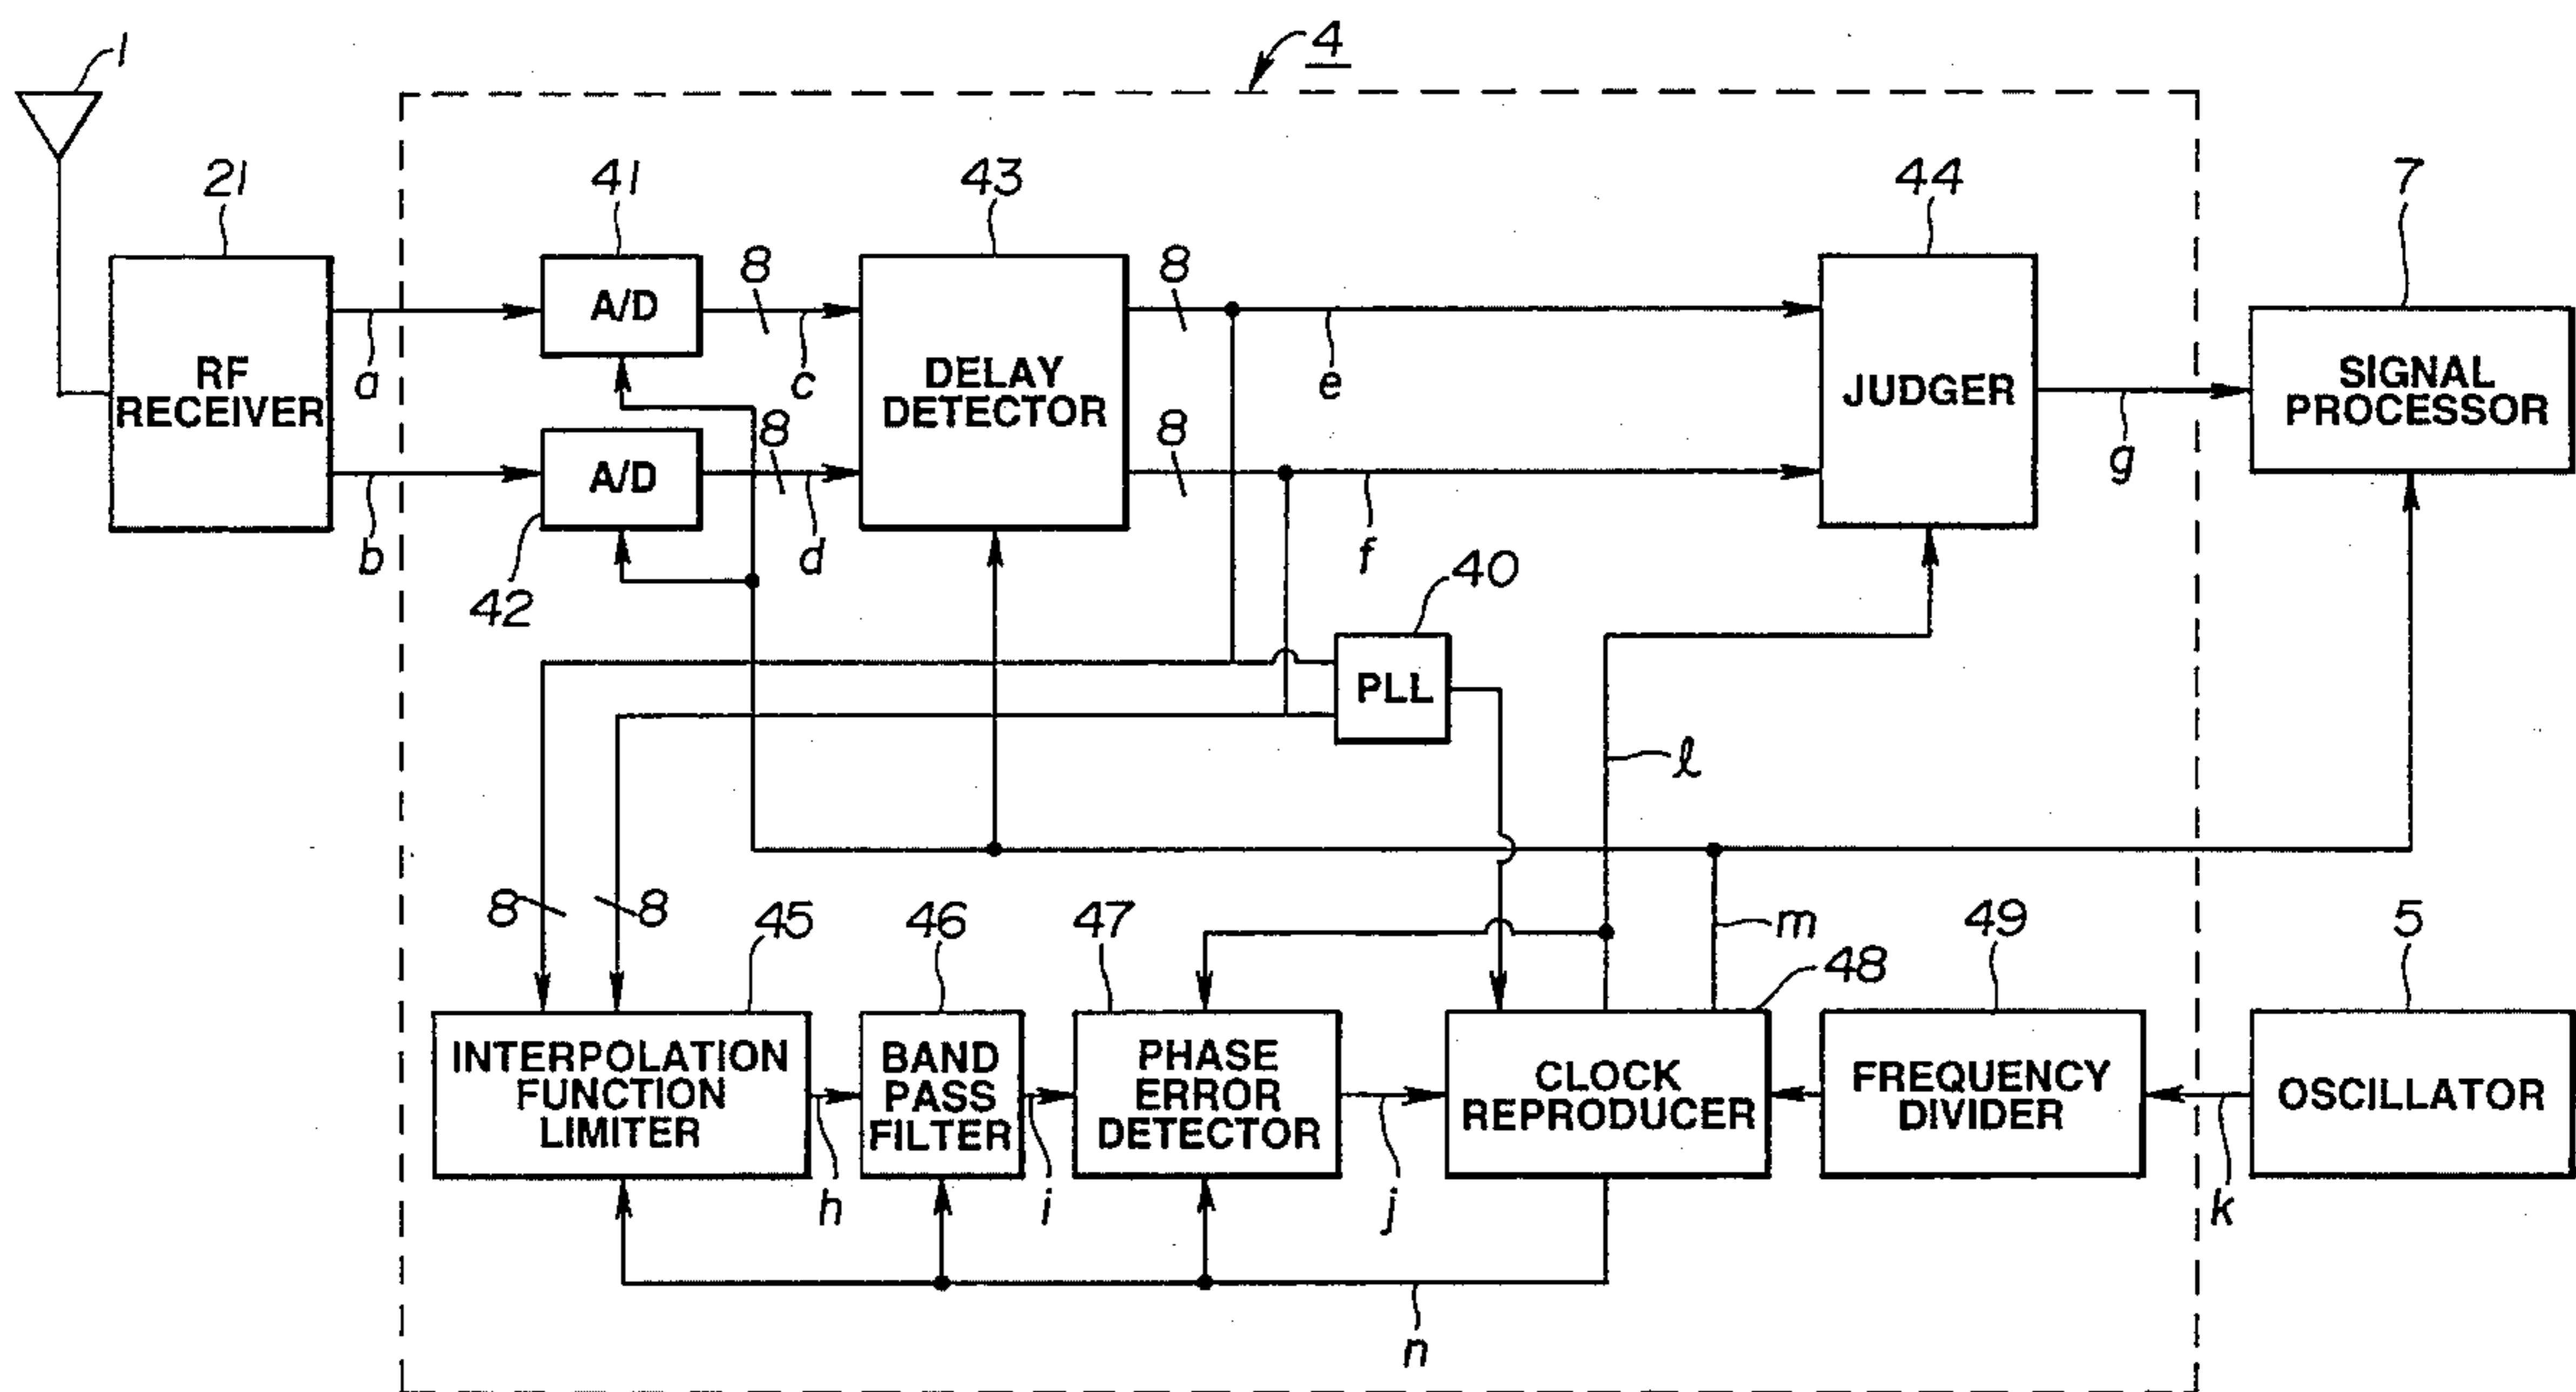 1
4
21
41
43
44
7
8
8
A/D
a
c
e
RF
RECEIVER
DELAY
DETECTOR
JUDGER
SIGNAL
PROCESSOR
8
8
A/D
b
d
f
g
42
40
PLL
l
8
8
45
46
47
m
48
49
5
INTERPOLATION
FUNCTION
LIMITER
BAND
PASS
FILTER
PHASE
ERROR
DETECTOR
CLOCK
REPRODUCER
FREQUENCY
DIVIDER
OSCILLATOR
h
i
j
k
n